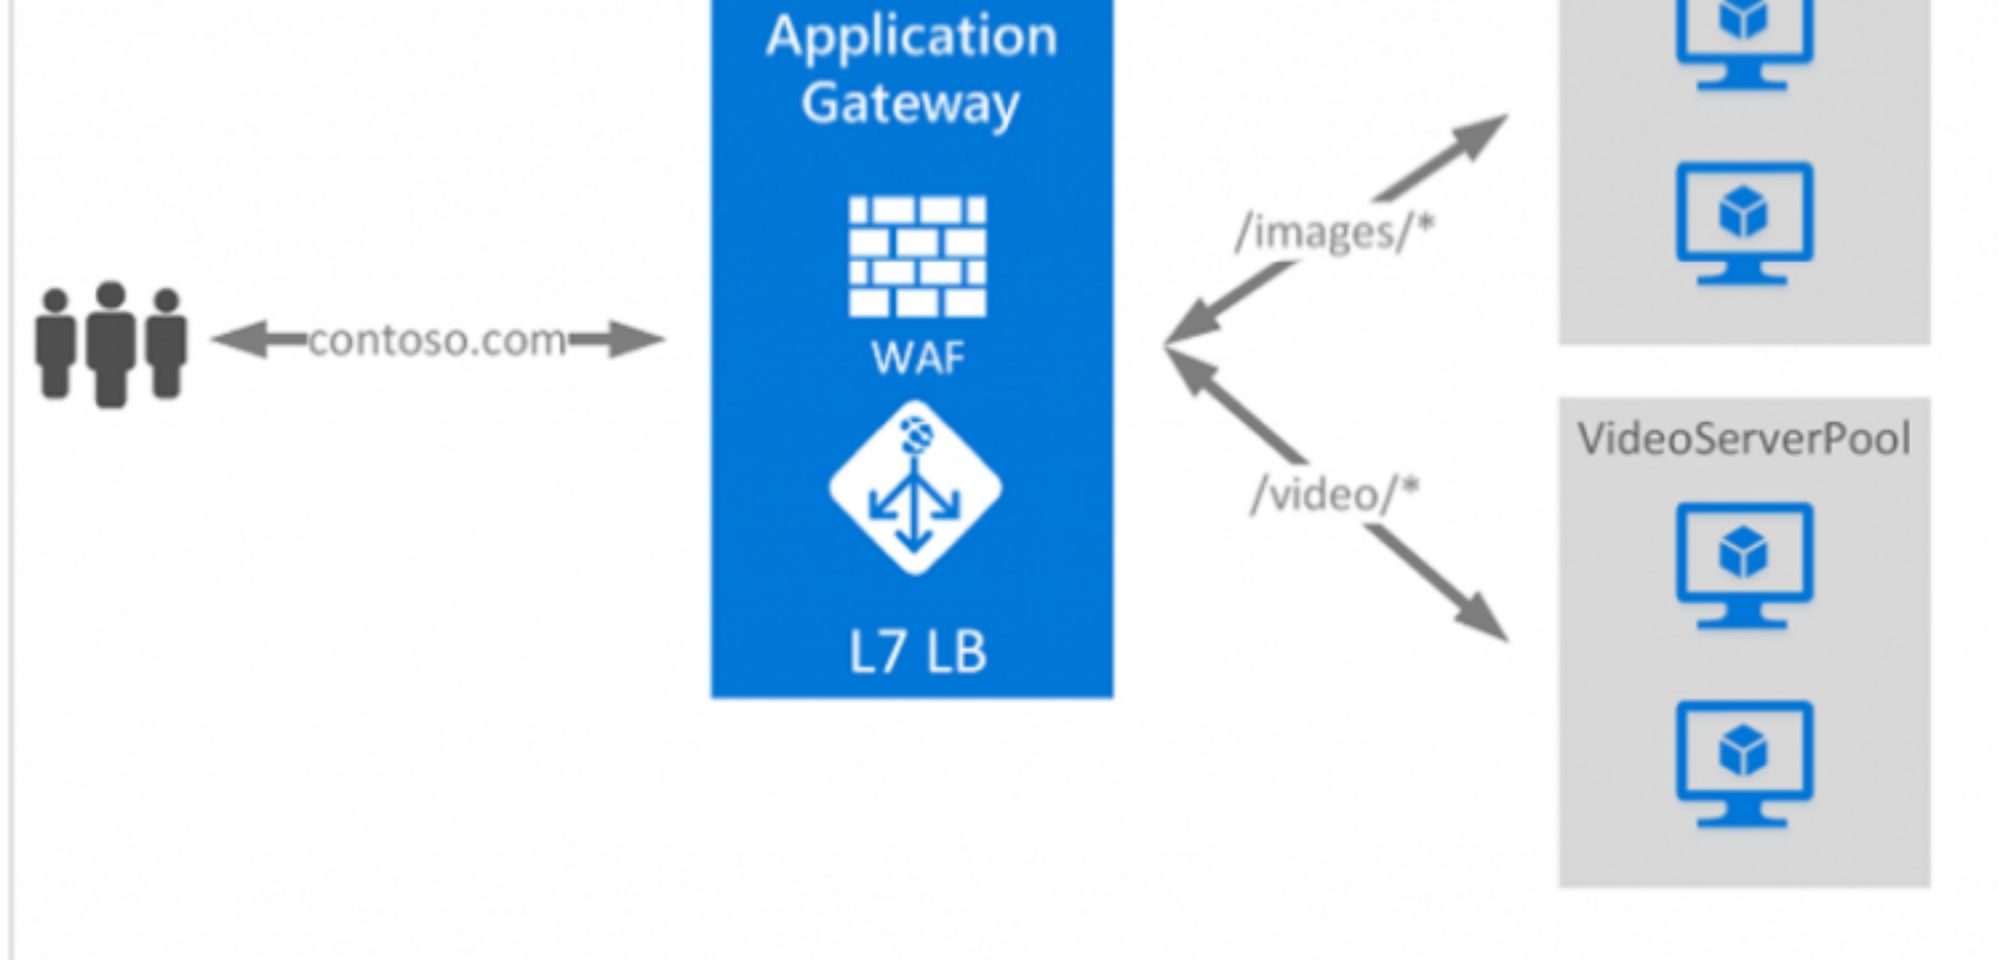 Application
Gateway
/images/*
contoso.com
WAF
VideoServerPool
/video/*
L7 LB